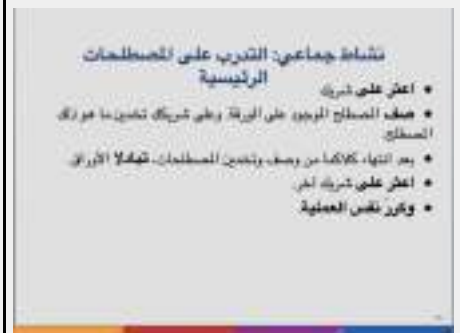 نشاط جماعي: التدرب على المصطلحات
الرئيسية
• اعثر على شريك
• صف المصطلح الموجود على الورقة وعلى شريكك تخمين ما هو ذلك
المصطلح.
• بعد انتهاء كلاكما من وصف وتخمين المصطلحات، تبادلا الأوراق.
• اعثر على شريك آخر.
• وكرر نفس العملية.